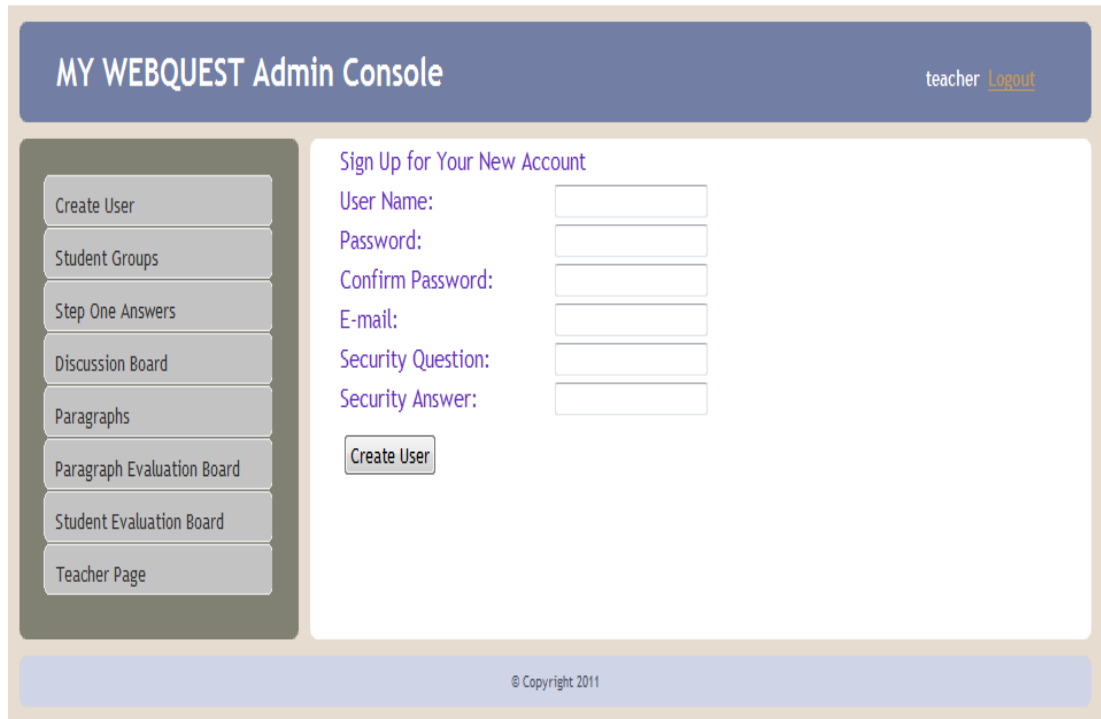 MY WEBQUEST Admin Console
teacher Logout
Create User
Student Groups
Step One Answers
Discussion Board
Paragraphs
Paragraph Evaluation Board
Student Evaluation Board
Teacher Page
Sign Up for Your New Account
User Name:
Password:
Confirm Password:
E-mail:
Security Question:
Security Answer:
Create User
© Copyright 2011